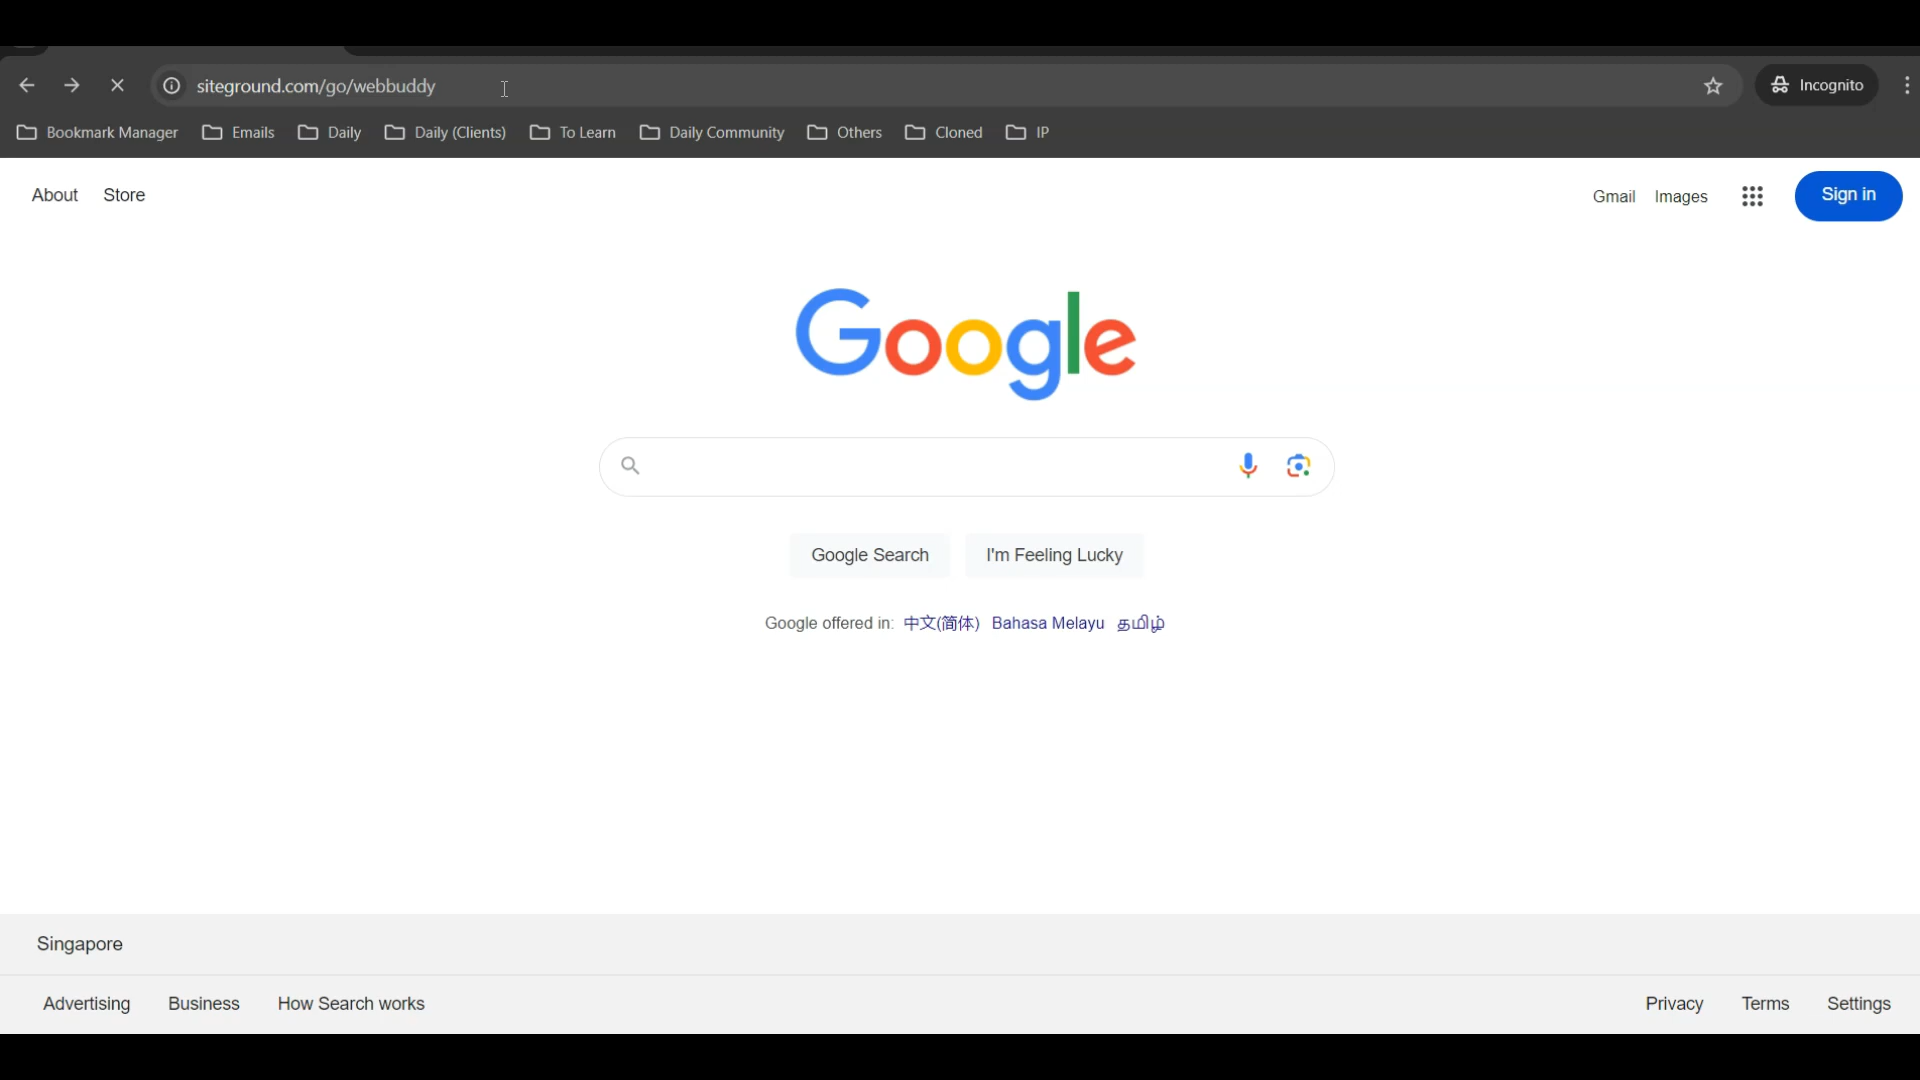 siteground.com/go/webbuddy
Incognito
Bookmark Manager Emails Daily Daily (Clients) To Learn Daily Community Others Cloned IP
About Store Gmail Images Sign in
Google
Google Search I'm Feeling Lucky
Google offered in: 中文(简体) Bahasa Melayu தமிழ்
Singapore
Advertising Business How Search works Privacy Terms Settings